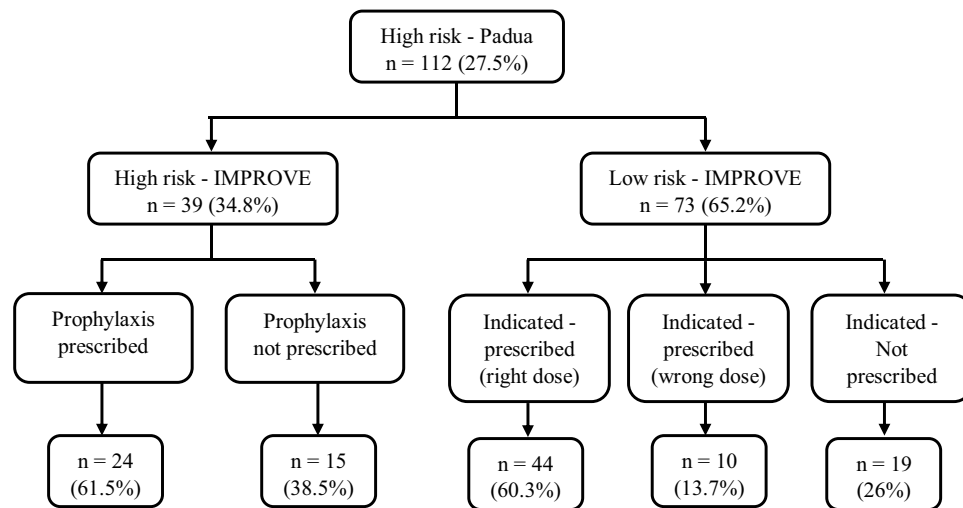 High risk - Padua
n = 112 (27.5%)
High risk - IMPROVE
n = 39 (34.8%)
Low risk - IMPROVE
n = 73 (65.2%)
Prophylaxis
prescribed
Prophylaxis
not prescribed
Indicated -
prescribed
(right dose)
Indicated -
prescribed
(wrong dose)
Indicated -
Not
prescribed
n = 24
(61.5%)
n = 15
(38.5%)
n = 44
(60.3%)
n = 10
(13.7%)
n = 19
(26%)